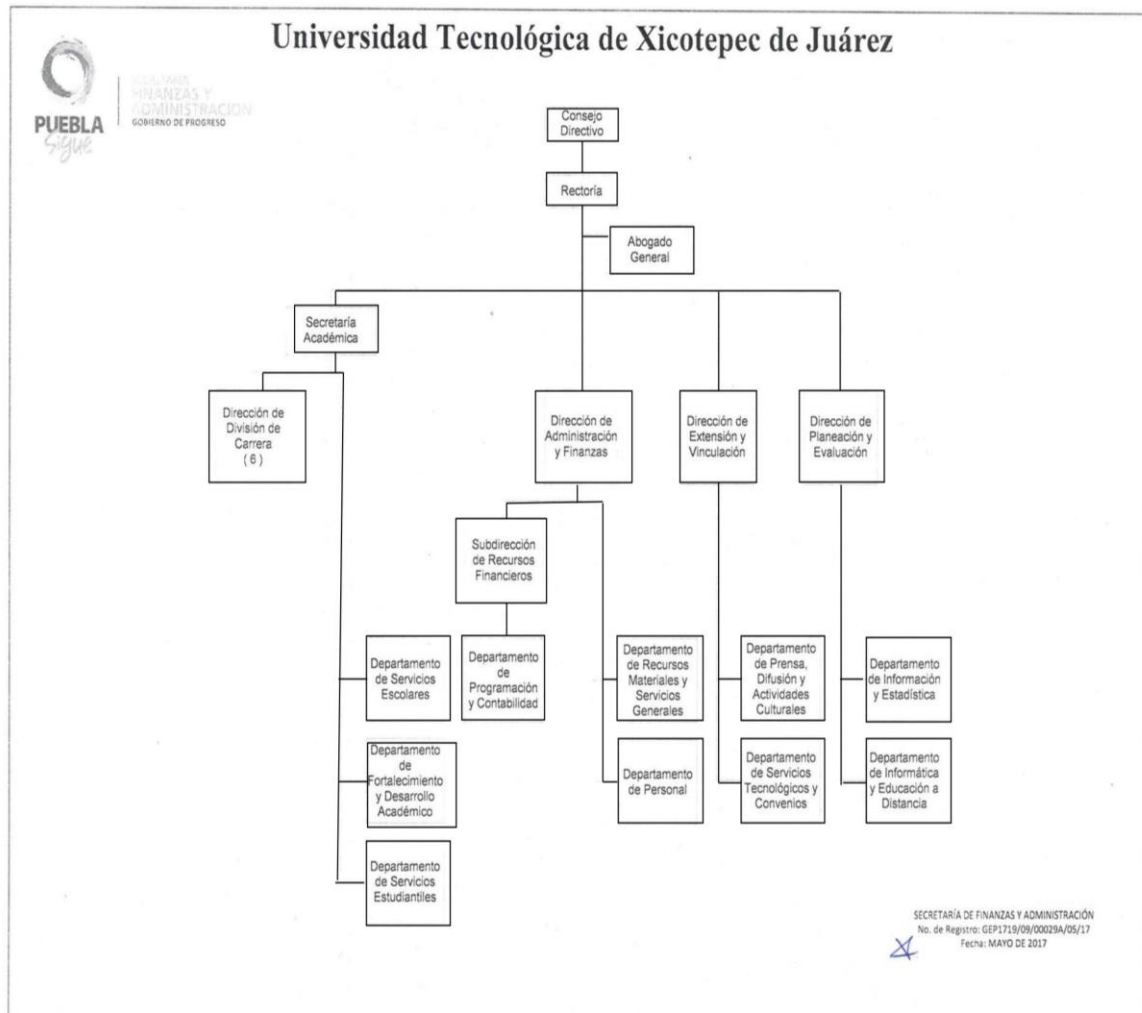 Universidad Tecnológica de Xicotepec de Juárez
PUEBLA
Sigue
SECRETARÍA
FINANZAS Y
ADMINISTRACIÓN
GOBIERNO DE PROGRESO
Consejo
Directivo
Rectoría
Abogado
General
Secretaría
Académica
Dirección de
División de
Carrera
( 6 )
Dirección de
Administración
y Finanzas
Dirección de
Extensión y
Vinculación
Dirección de
Planeación y
Evaluación
Subdirección
de Recursos
Financieros
Departamento
de Servicios
Escolares
Departamento
de
Programación
y Contabilidad
Departamento
de Recursos
Materiales y
Servicios
Generales
Departamento
de Prensa,
Difusión y
Actividades
Culturales
Departamento
de Información
y Estadística
Departamento
de
Fortalecimiento
y Desarrollo
Académico
Departamento
de Personal
Departamento
de Servicios
Tecnológicos y
Convenios
Departamento
de Informática
y Educación a
Distancia
Departamento
de Servicios
Estudiantiles
SECRETARÍA DE FINANZAS Y ADMINISTRACIÓN
No. de Registro: GEP1719/09/00029A/05/17
Fecha: MAYO DE 2017